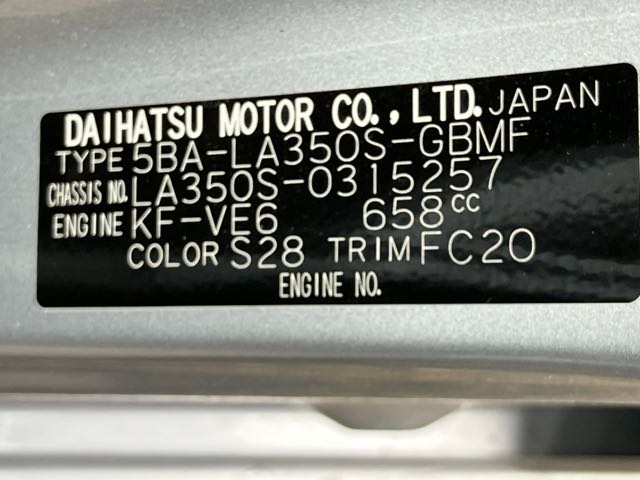 DAIHATSU MOTOR CO.,LTD. JAPAN
TYPE 5BA-LA350S-GBMF
CHASSIS NO. LA350S-0315257
ENGINE KF-VE6 658cc
COLOR S28 TRIM FC20
ENGINE NO.